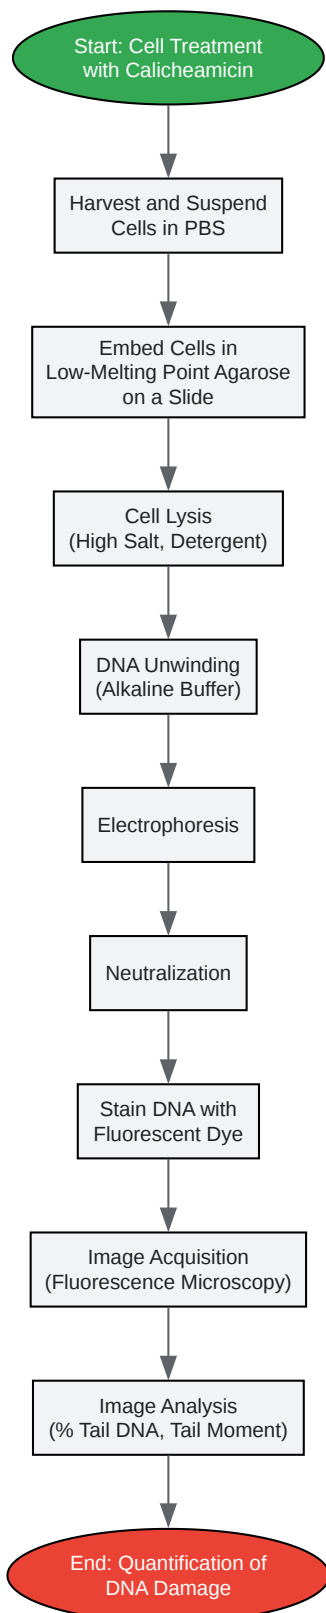 Start: Cell Treatment
with Calicheamicin
Harvest and Suspend
Cells in PBS
Embed Cells in
Low-Melting Point Agarose
on a Slide
Cell Lysis
(High Salt, Detergent)
DNA Unwinding
(Alkaline Buffer)
Electrophoresis
Neutralization
Stain DNA with
Fluorescent Dye
Image Acquisition
(Fluorescence Microscopy)
Image Analysis
(% Tail DNA, Tail Moment)
End: Quantification of
DNA Damage